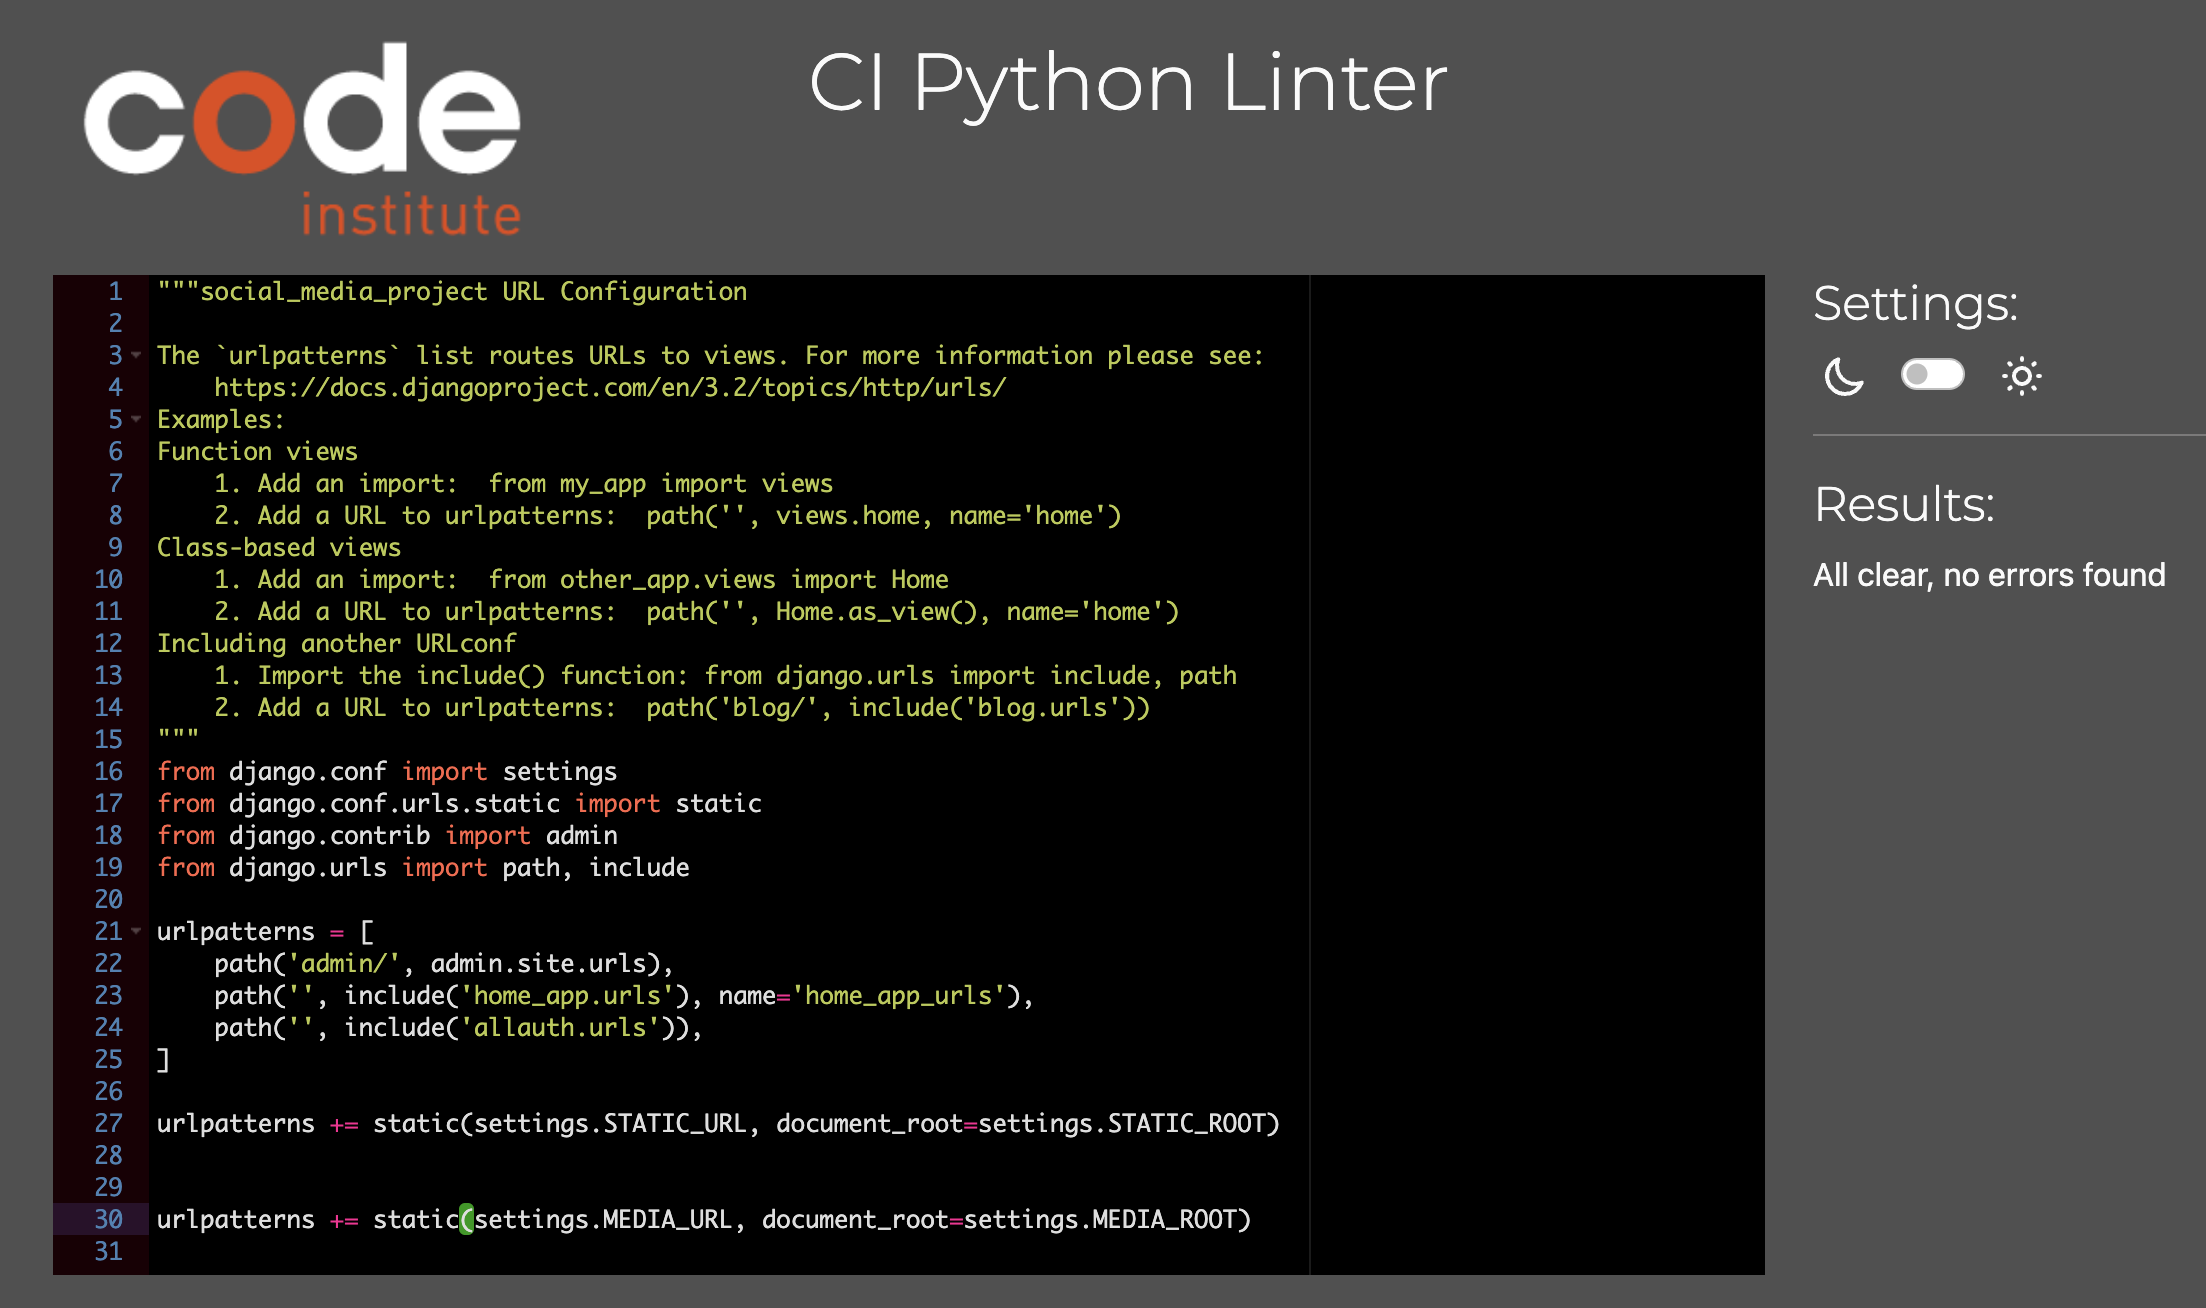 code
institute
CI Python Linter
1 """social_media_project URL Configuration
2
3 The `urlpatterns` list routes URLs to views. For more information please see:
4     https://docs.djangoproject.com/en/3.2/topics/http/urls/
5 Examples:
6 Function views
7     1. Add an import:  from my_app import views
8     2. Add a URL to urlpatterns:  path('', views.home, name='home')
9 Class-based views
10     1. Add an import:  from other_app.views import Home
11     2. Add a URL to urlpatterns:  path('', Home.as_view(), name='home')
12 Including another URLconf
13     1. Import the include() function: from django.urls import include, path
14     2. Add a URL to urlpatterns:  path('blog/', include('blog.urls'))
15 """
16 from django.conf import settings
17 from django.conf.urls.static import static
18 from django.contrib import admin
19 from django.urls import path, include
20
21 urlpatterns = [
22     path('admin/', admin.site.urls),
23     path('', include('home_app.urls'), name='home_app_urls'),
24     path('', include('allauth.urls')),
25 ]
26
27 urlpatterns += static(settings.STATIC_URL, document_root=settings.STATIC_ROOT)
28
29
30 urlpatterns += static(settings.MEDIA_URL, document_root=settings.MEDIA_ROOT)
31
Settings:
Results:
All clear, no errors found